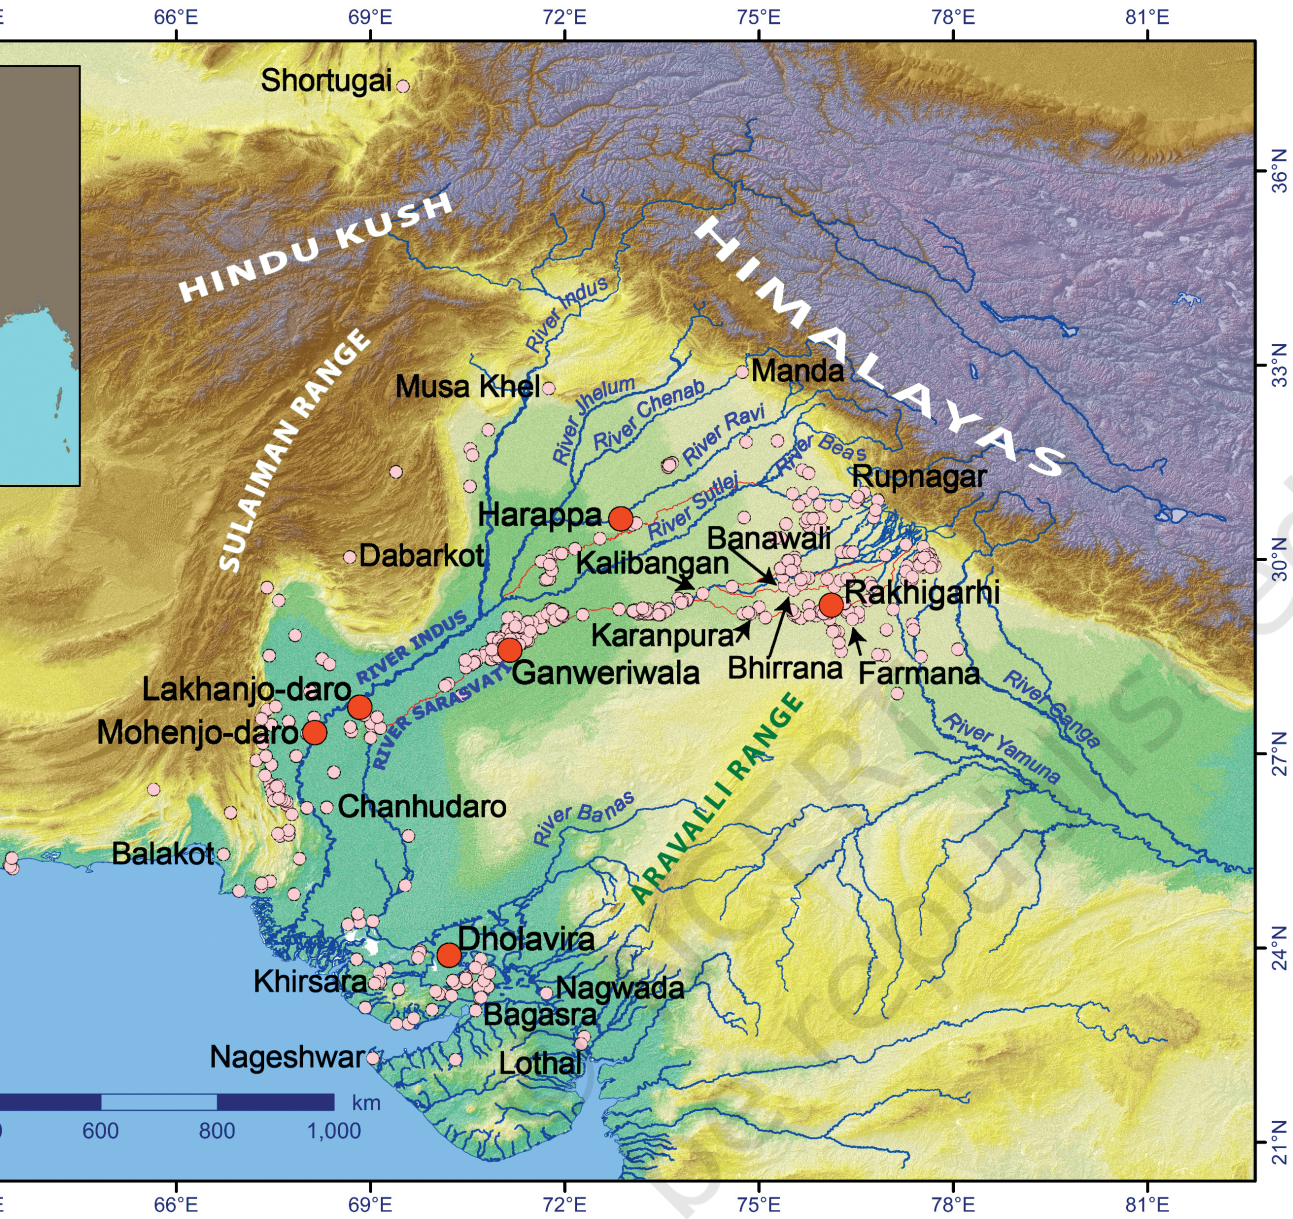 66°E 69°E 72°E 75°E 78°E 81°E
Shortugai
36°N
HINDU KUSH
HIMALAYAS
River Indus
SULAIMAN RANGE
33°N
Musa Khel
Manda
River Jhelum
River Chenab
River Ravi
River Beas
Rupnagar
River Sutlej
Harappa
Banawali
Dabarkot
Kalibangan
30°N
Rakhigarhi
RIVER INDUS
Karanpura
Bhirrana
Farmana
Ganweriwala
Lakhanjo-daro
RIVER SARASVATI
River Ganga
Mohenjo-daro
River Yamuna
27°N
ARAVALLI RANGE
Chanhudaro
River Banas
Balakot
Dholavira
24°N
Khirsara
Nagwada
Bagasra
Nageshwar
Lothal
km
600 800 1,000
21°N
66°E 69°E 72°E 75°E 78°E 81°E